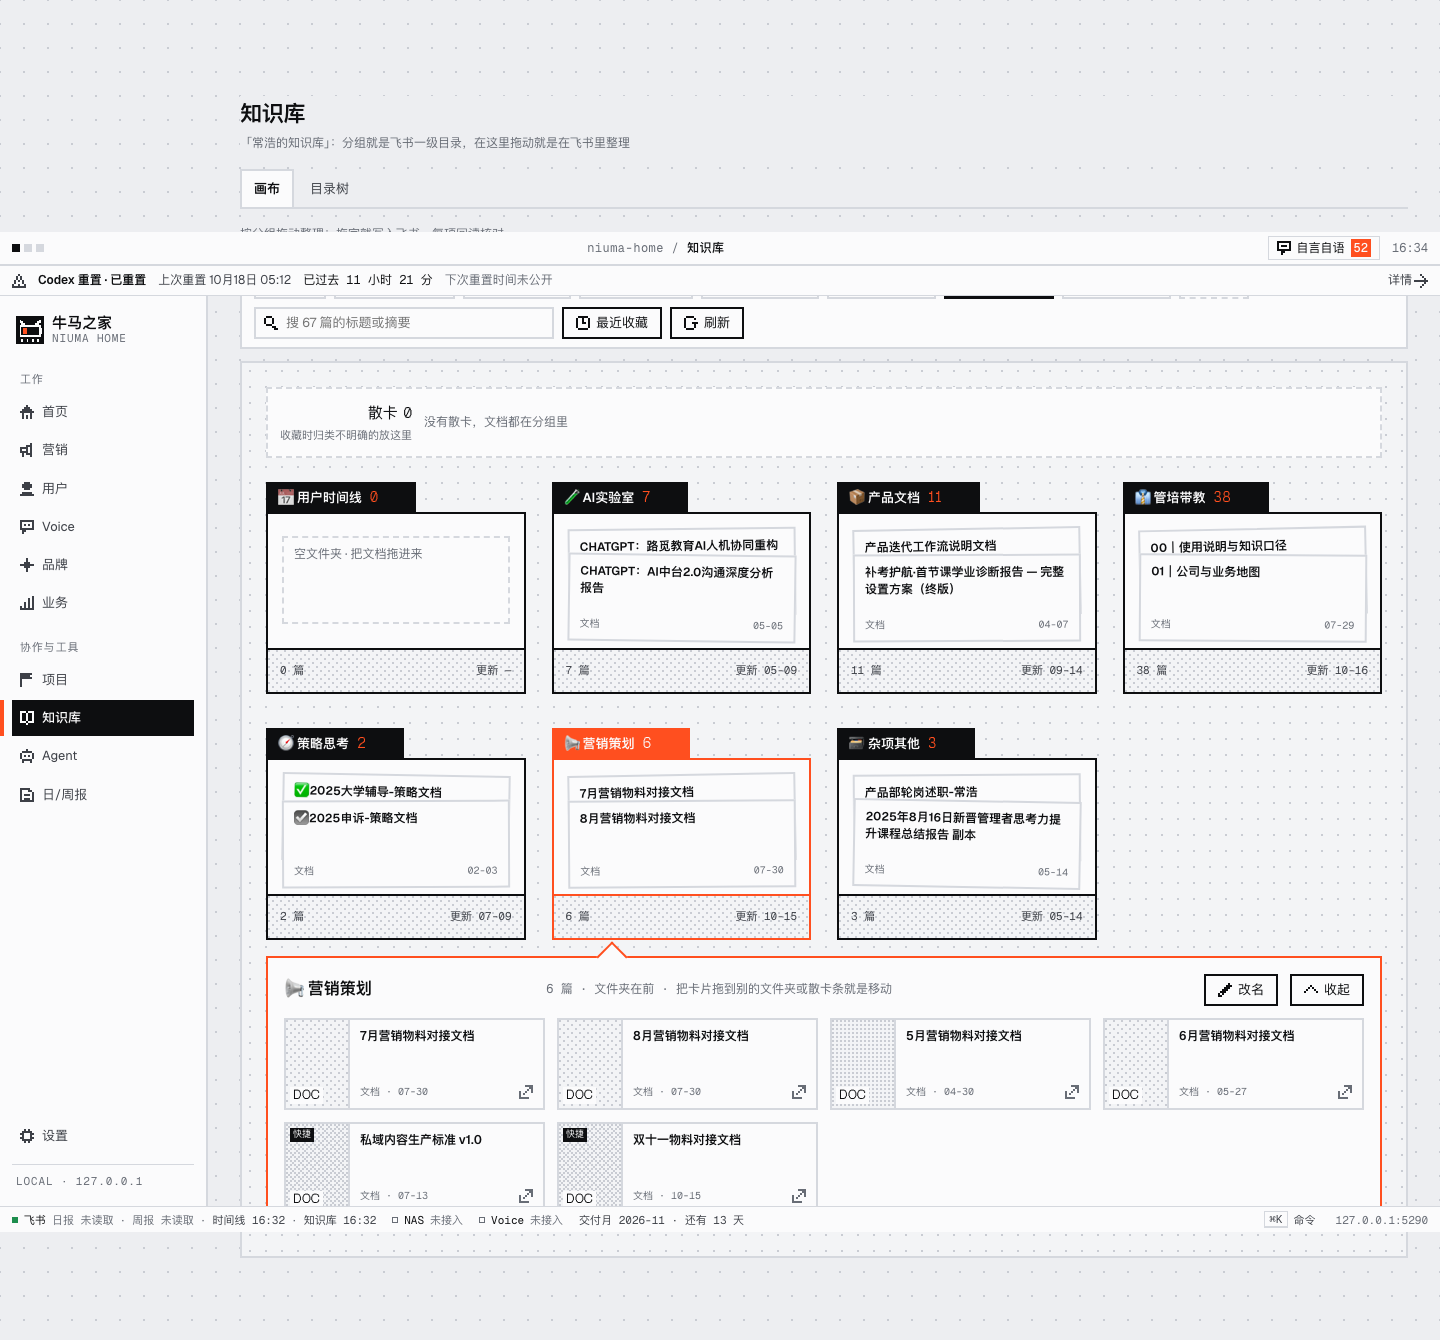 知识库
「常浩的知识库」：分组就是飞书一级目录，在这里拖动就是在飞书里整理
画布
目录树
niuma-home / 知识库
自言自语 52
16:34
Codex 重置 · 已重置
上次重置 10月18日 05:12
已过去 11 小时 21 分
下次重置时间未公开
详情
牛马之家
NIUMA HOME
工作
首页
营销
用户
Voice
品牌
业务
协作与工具
项目
知识库
Agent
日/周报
设置
LOCAL · 127.0.0.1
搜 67 篇的标题或摘要
最近收藏
刷新
散卡 0
收藏时归类不明确的放这里
没有散卡，文档都在分组里
用户时间线 0
空文件夹 · 把文档拖进来
0 篇
更新 —
AI实验室 7
CHATGPT：路觅教育AI人机协同重构
CHATGPT：AI中台2.0沟通深度分析
报告
文档
05-05
7 篇
更新 05-09
产品文档 11
产品迭代工作流说明文档
补考护航·首节课学业诊断报告 — 完整
设置方案（终版）
文档
04-07
11 篇
更新 09-14
管培带教 38
00｜使用说明与知识口径
01｜公司与业务地图
文档
07-29
38 篇
更新 10-16
策略思考 2
✅2025大学辅导-策略文档
☑2025申诉-策略文档
文档
02-03
2 篇
更新 07-09
营销策划 6
7月营销物料对接文档
8月营销物料对接文档
文档
07-30
6 篇
更新 10-15
杂项其他 3
产品部轮岗述职-常浩
2025年8月16日新晋管理者思考力提
升课程总结报告 副本
文档
05-14
3 篇
更新 05-14
营销策划
6 篇 · 文件夹在前 · 把卡片拖到别的文件夹或散卡条就是移动
改名
收起
7月营销物料对接文档
DOC
文档 · 07-30
8月营销物料对接文档
DOC
文档 · 07-30
5月营销物料对接文档
DOC
文档 · 04-30
6月营销物料对接文档
DOC
文档 · 05-27
快捷
私域内容生产标准 v1.0
DOC
文档 · 07-13
快捷
双十一物料对接文档
DOC
文档 · 10-15
飞书 日报 未读取 · 周报 未读取 · 时间线 16:32 · 知识库 16:32
NAS 未接入
Voice 未接入
交付月 2026-11 · 还有 13 天
⌘K 命令
127.0.0.1:5290